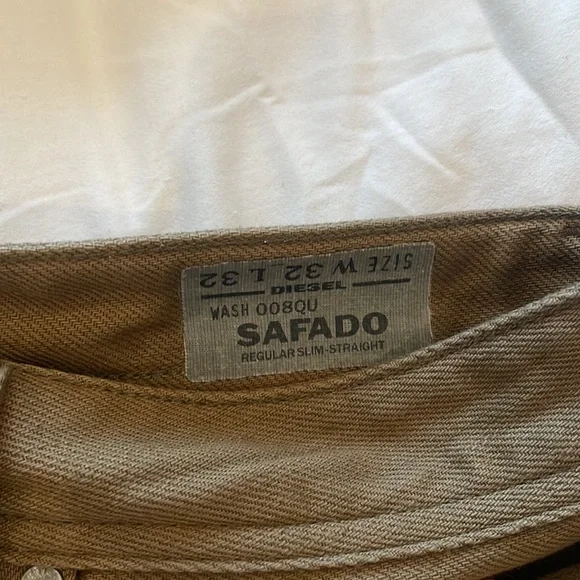 SIZE W 32 L 32
DIESEL
WASH 008QU
SAFADO
REGULAR SLIM-STRAIGHT